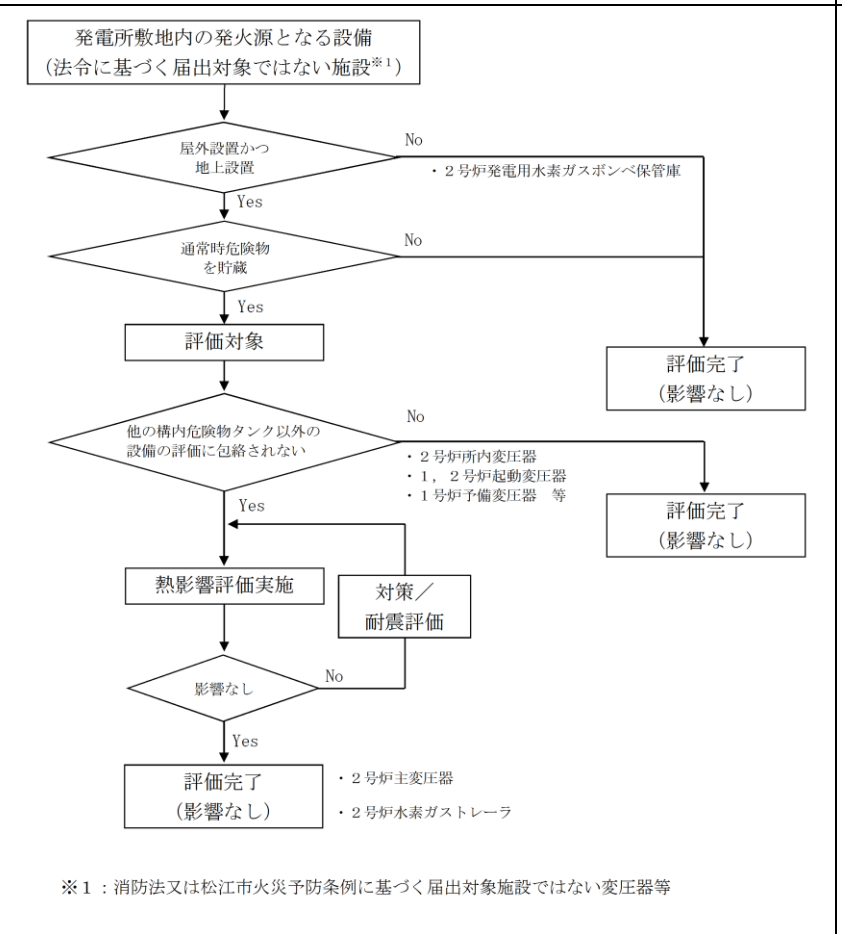 発電所敷地内の発火源となる設備
(法令に基づく届出対象ではない施設※1)
屋外設置かつ
地上設置
No
・2号炉発電用水素ガスボンベ保管庫
Yes
通常時危険物
を貯蔵
No
Yes
評価対象
評価完了
(影響なし)
他の構内危険物タンク以外の
設備の評価に包絡されない
No
・2号炉所内変圧器
・1,2号炉起動変圧器
・1号炉予備変圧器 等
Yes
評価完了
(影響なし)
熱影響評価実施
対策/
耐震評価
影響なし
No
Yes
評価完了
(影響なし)
・2号炉主変圧器
・2号炉水素ガストレーラ
※1:消防法又は松江市火災予防条例に基づく届出対象施設ではない変圧器等